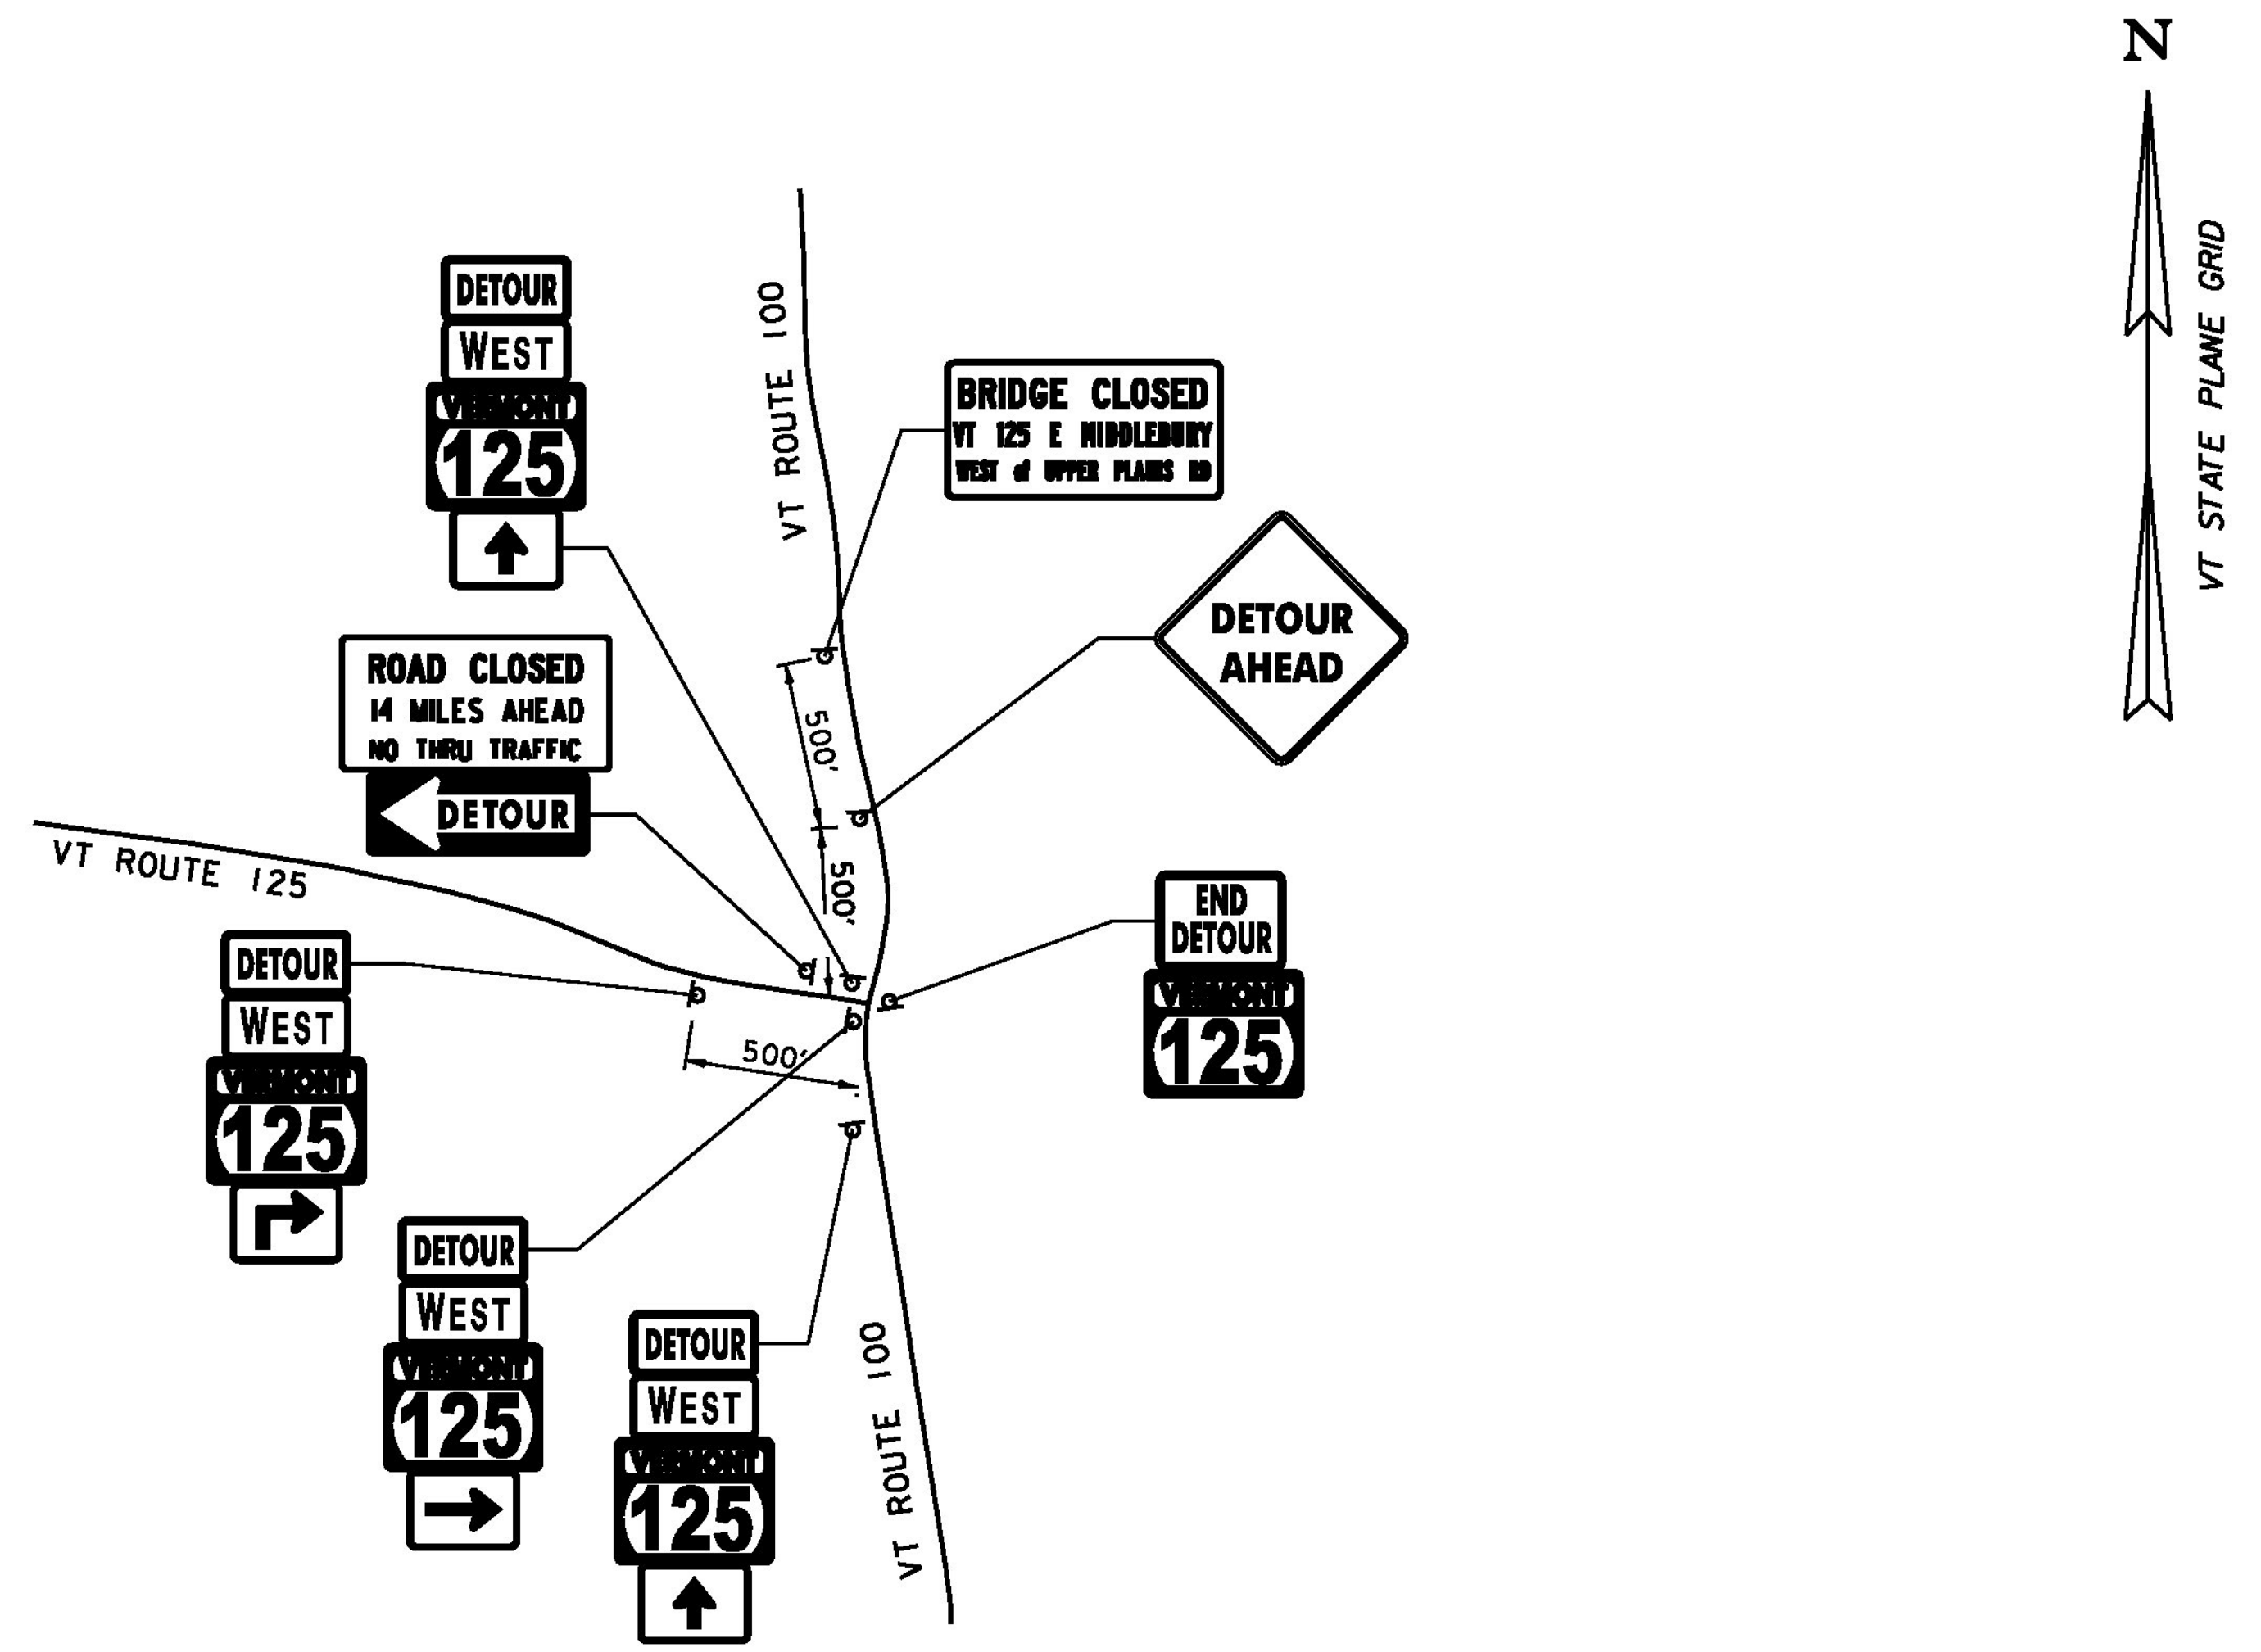 N
VT STATE PLANE GRID
DETOUR
WEST
VERMONT
125
VT ROUTE 100
BRIDGE CLOSED
VT 125 E MIDDLEBURY
WEST of UPPER PLAINS RD
DETOUR
AHEAD
ROAD CLOSED
14 MILES AHEAD
NO THRU TRAFFIC
DETOUR
500'
500'
VT ROUTE 125
END
DETOUR
VERMONT
125
DETOUR
WEST
VERMONT
125
500'
DETOUR
WEST
VERMONT
125
DETOUR
WEST
VERMONT
125
VT ROUTE 100